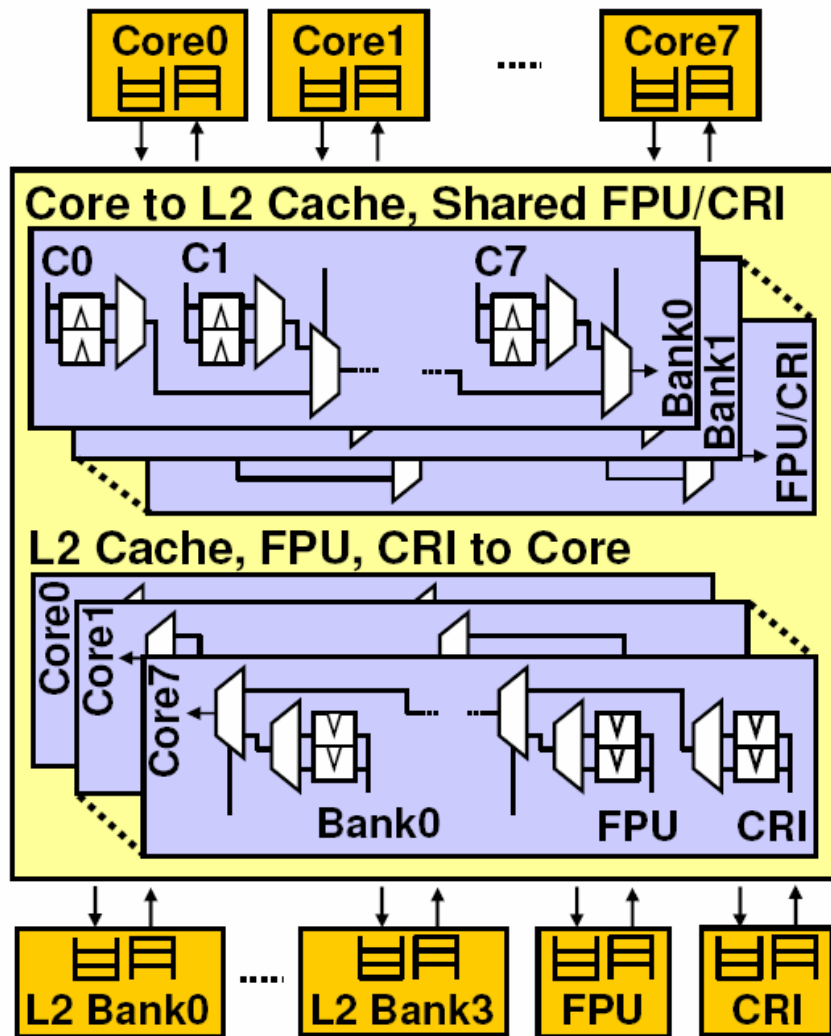 Core0 Core1 ..... Core7
Core to L2 Cache, Shared FPU/CRI
C0 C1 C7
Bank0
Bank1
FPU/CRI
L2 Cache, FPU, CRI to Core
Core0
Core1
Core7
Bank0 FPU CRI
L2 Bank0 ..... L2 Bank3 FPU CRI